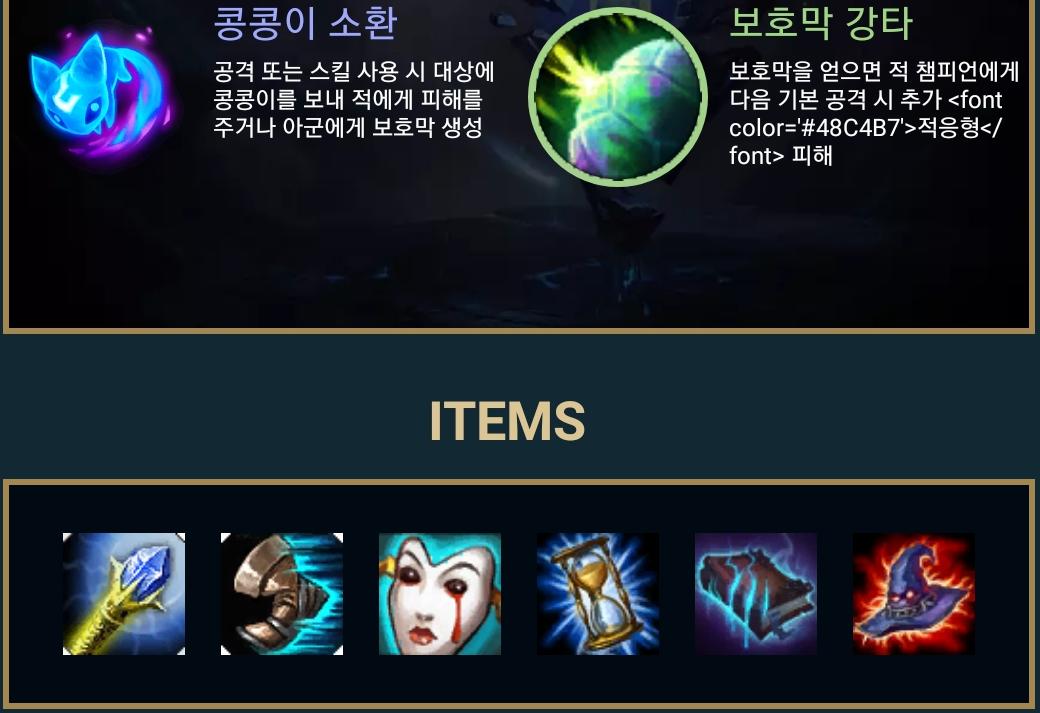 콩콩이 소환
공격 또는 스킬 사용 시 대상에
콩콩이를 보내 적에게 피해를
주거나 아군에게 보호막 생성
보호막 강타
보호막을 얻으면 적 챔피언에게
다음 기본 공격 시 추가 <font
color='#48C4B7'>적응형</
font> 피해
ITEMS